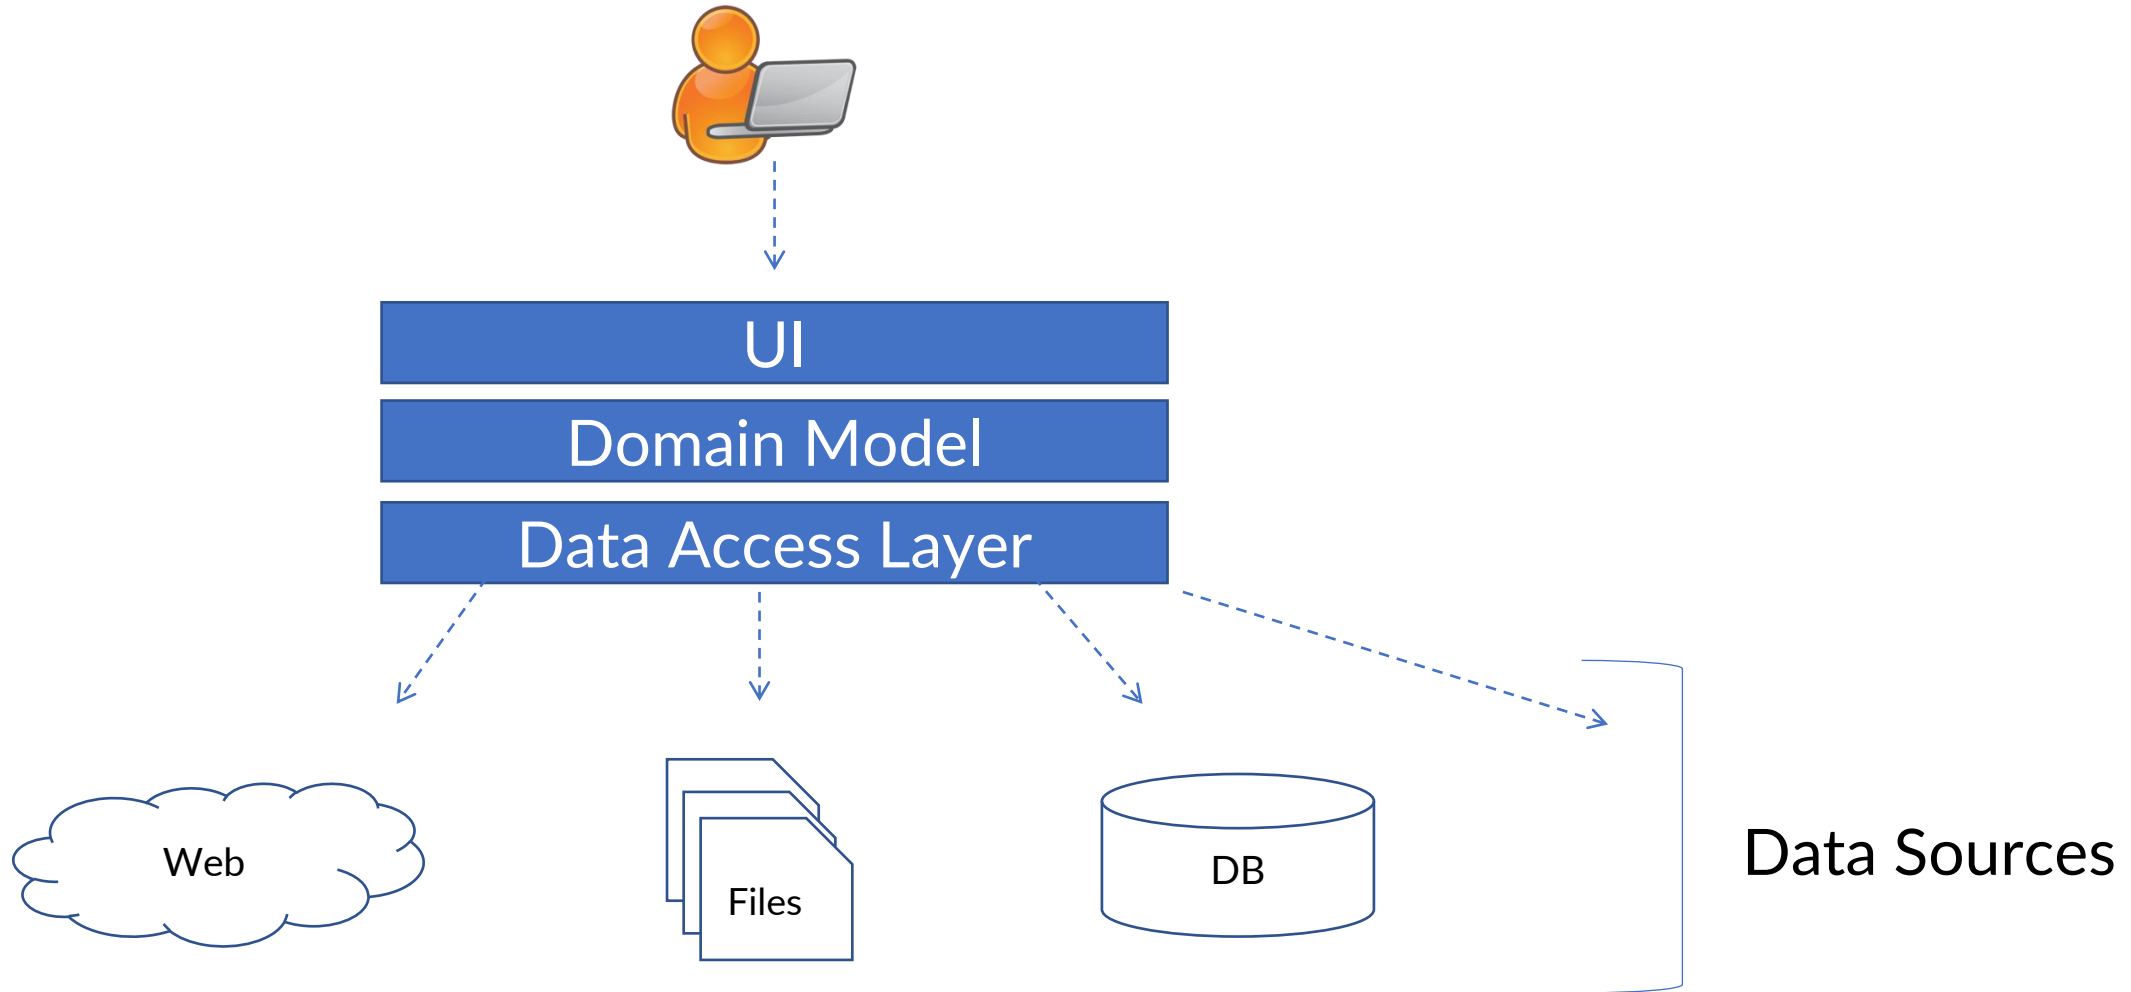 UI
Domain Model
Data Access Layer
Web
Files
DB
Data Sources